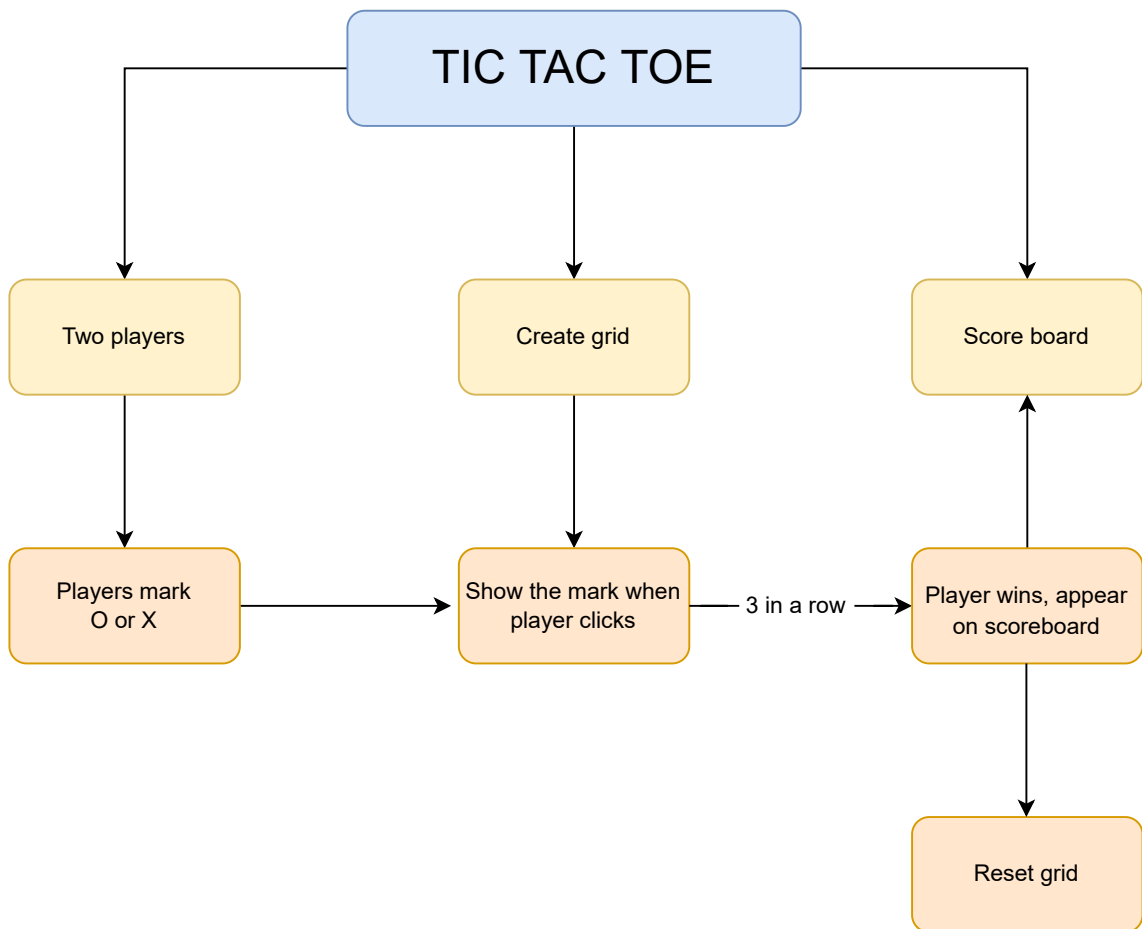 TIC TAC TOE
Two players
Create grid
Score board
Players mark
O or X
Show the mark when
player clicks
3 in a row
Player wins, appear
on scoreboard
Reset grid